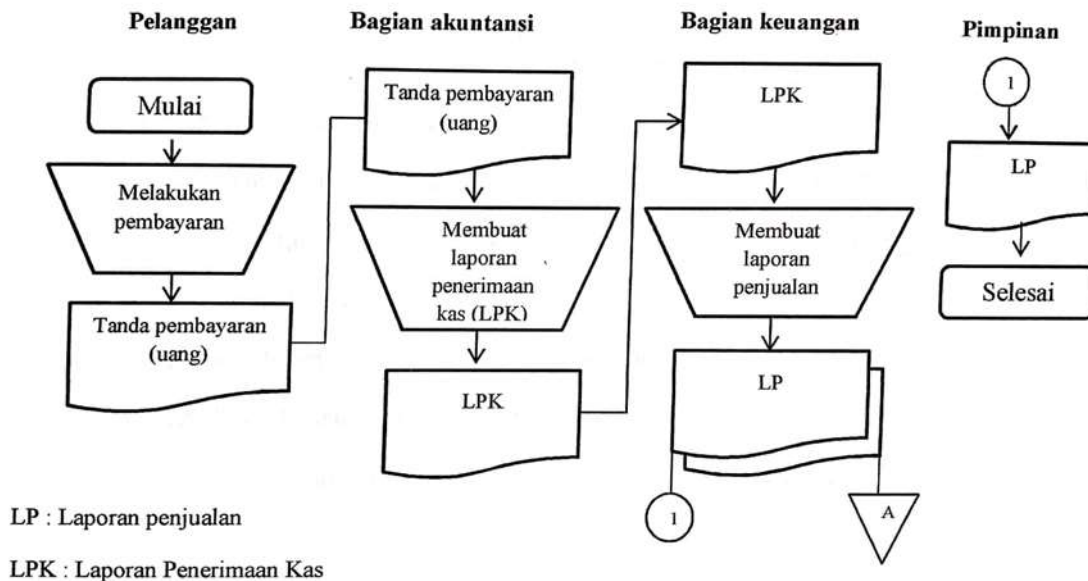 Pelanggan
Bagian akuntansi
Bagian keuangan
Pimpinan
Mulai
Melakukan
pembayaran
Tanda pembayaran
(uang)
Tanda pembayaran
(uang)
Membuat
laporan
penerimaan
kas (LPK)
LPK
LPK
Membuat
laporan
penjualan
LP
1
A
1
LP
Selesai
LP : Laporan penjualan
LPK : Laporan Penerimaan Kas